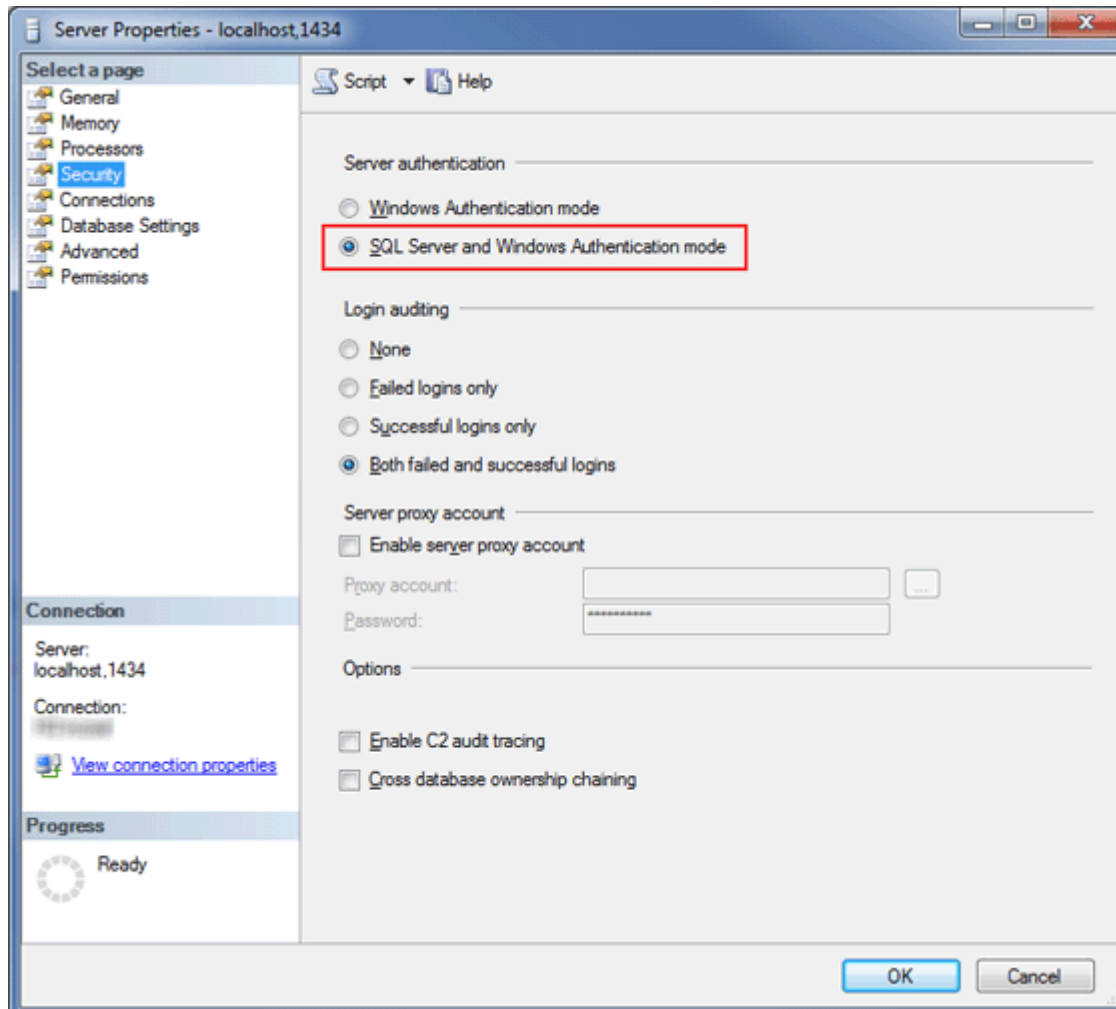 Server Properties - localhost,1434
Select a page
General
Memory
Processors
Security
Connections
Database Settings
Advanced
Permissions
Script
Help
Server authentication
Windows Authentication mode
SQL Server and Windows Authentication mode
Login auditing
None
Failed logins only
Successful logins only
Both failed and successful logins
Server proxy account
Enable server proxy account
Proxy account:
...
Password:
**********
Options
Enable C2 audit tracing
Cross database ownership chaining
Connection
Server:
localhost,1434
Connection:
View connection properties
Progress
Ready
OK
Cancel